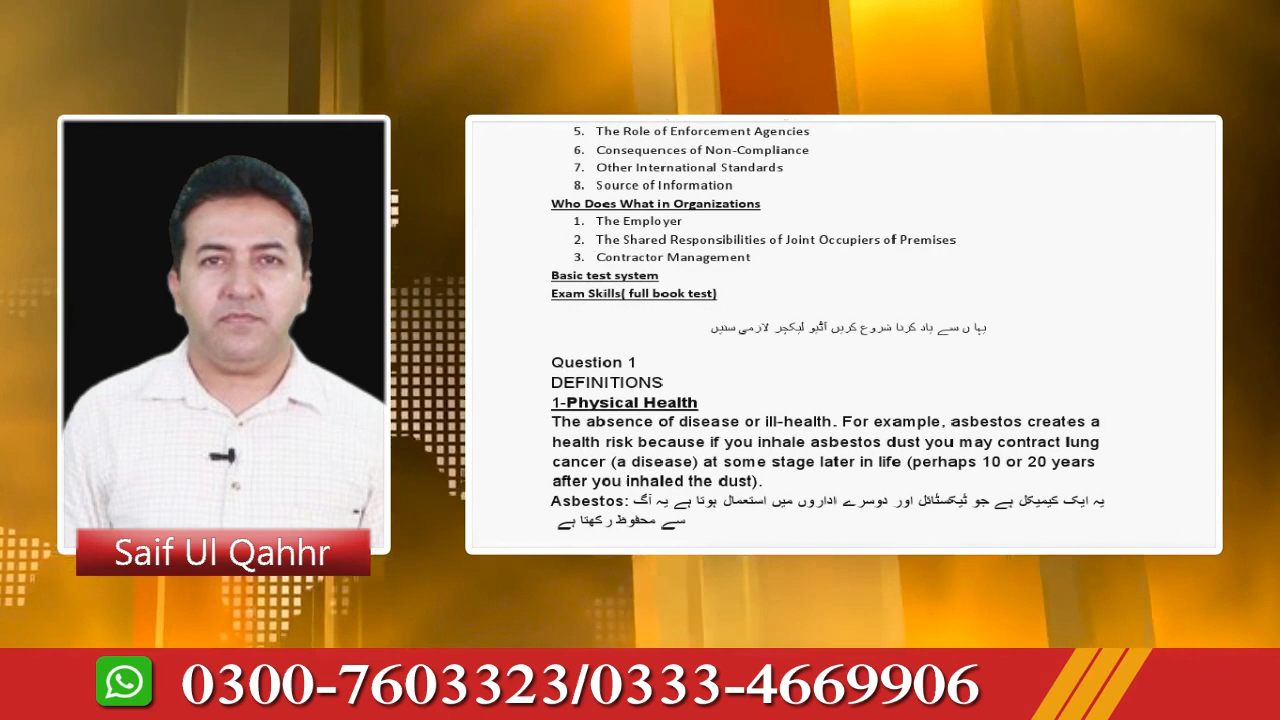 5. The Role of Enforcement Agencies
6. Consequences of Non-Compliance
7. Other International Standards
8. Source of Information
Who Does What in Organizations
1. The Employer
2. The Shared Responsibilities of Joint Occupiers of Premises
3. Contractor Management
Basic test system
Exam Skills( full book test)
یہا ں سے یاد کرنا شروع کریں آڈیو لیکچر لازمی سنیں
Question 1
DEFINITIONS
1-Physical Health
The absence of disease or ill-health. For example, asbestos creates a
health risk because if you inhale asbestos dust you may contract lung
cancer (a disease) at some stage later in life (perhaps 10 or 20 years
after you inhaled the dust).
Asbestos: یہ ایک کیمیکل ہے جو ٹیکسٹائل اور دوسرے اداروں میں استعمال ہوتا ہے یہ آگ
سے محفوظ رکھتا ہے
Saif Ul Qahhr
0300-7603323/0333-4669906